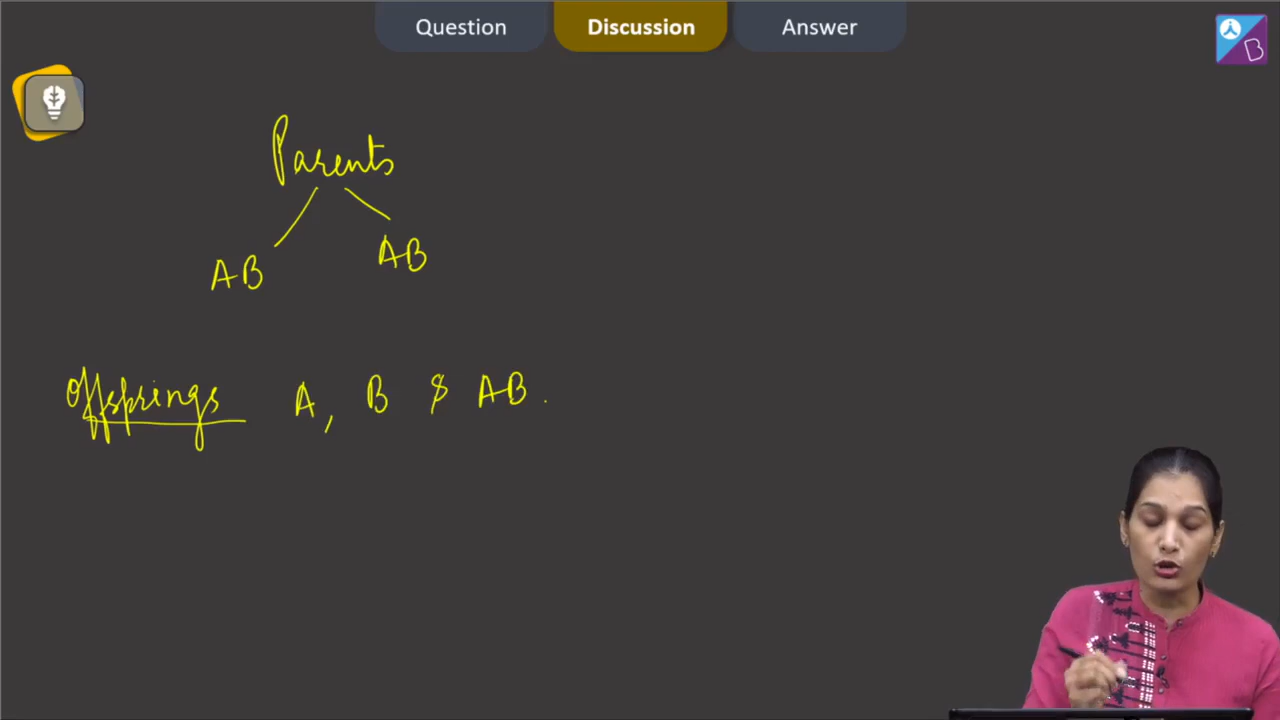 Question Discussion Answer
B
Parents
AB AB
Offsprings A, B & AB.